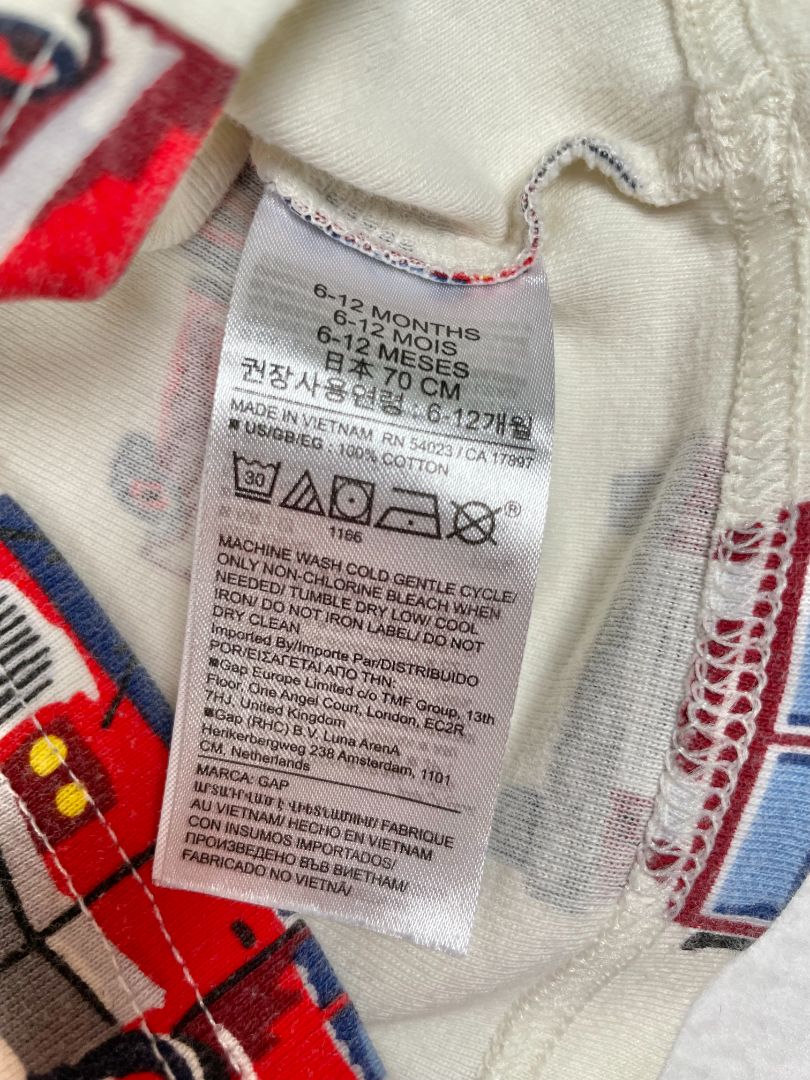 6-12 MONTHS
6-12 MOIS
6-12 MESES
日本 70 CM
권장사용연령 : 6-12개월
MADE IN VIETNAM RN 54023 / CA 17897
■ US/GB/EG : 100% COTTON
30
®
1166
MACHINE WASH COLD GENTLE CYCLE/
ONLY NON-CHLORINE BLEACH WHEN
NEEDED/ TUMBLE DRY LOW/ COOL
IRON/ DO NOT IRON LABEL/ DO NOT
DRY CLEAN
Imported By/Importe Par/DISTRIBUIDO
POR/ΕΙΣΑΓΕΤΑΙ ΑΠΟ ΤΗΝ:
■Gap Europe Limited c/o TMF Group, 13th
Floor, One Angel Court, London, EC2R
7HJ, United Kingdom
■Gap (RHC) B.V. Luna ArenA
Herikerbergweg 238 Amsterdam, 1101
CM, Netherlands
MARCA: GAP
ԱՐՏԱԴՐՎԱԾ Է ՎԻԵՏՆԱՄՈՒՄ/ FABRIQUE
AU VIETNAM/ HECHO EN VIETNAM
CON INSUMOS IMPORTADOS/
ПРОИЗВЕДЕНО ВЪВ ВИЕТНАМ/
FABRICADO NO VIETNÃ/